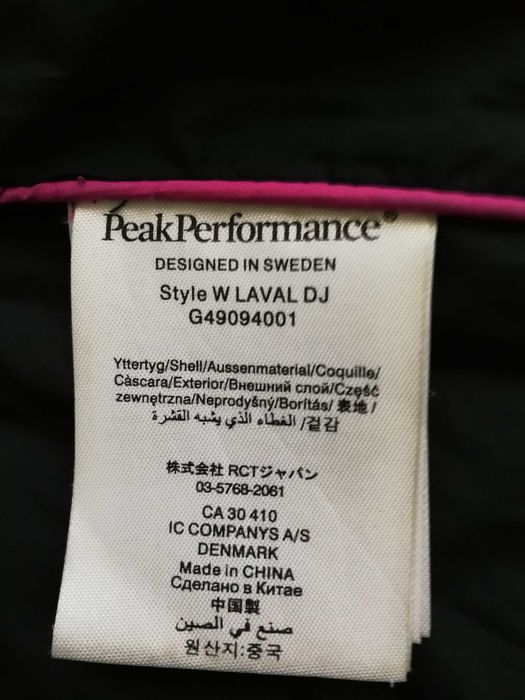 PeakPerformance®
DESIGNED IN SWEDEN
Style W LAVAL DJ
G49094001
Yttertyg/Shell/Aussenmaterial/Coquille/
Càscara/Exterior/Внешний слой/Część
zewnętrzna/Neprodyšný/Borítás/ 表地 /
겉감/ الغطاء الذي يشبه القشرة
株式会社 RCTジャパン
03-5768-2061
CA 30 410
IC COMPANYS A/S
DENMARK
Made in CHINA
Сделано в Китае
中国製
صنع في الصين
원산지:중국